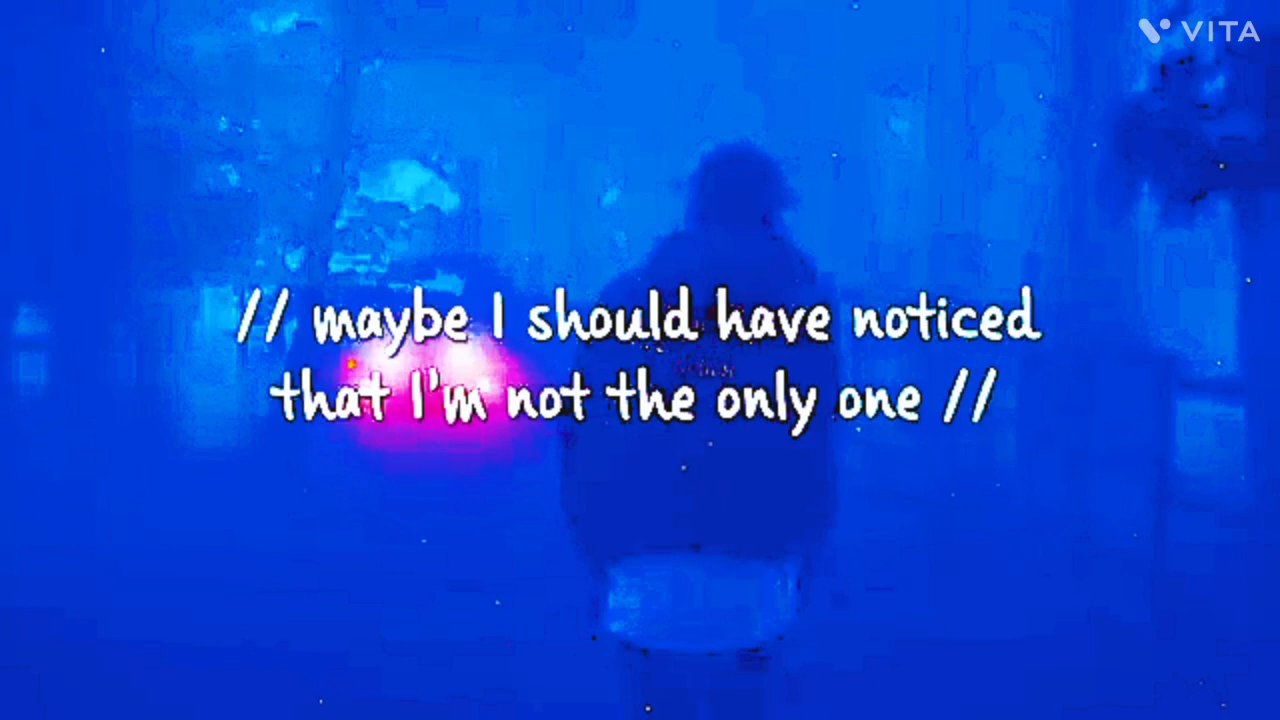 VITA
// maybe I should have noticed
that I'm not the only one //